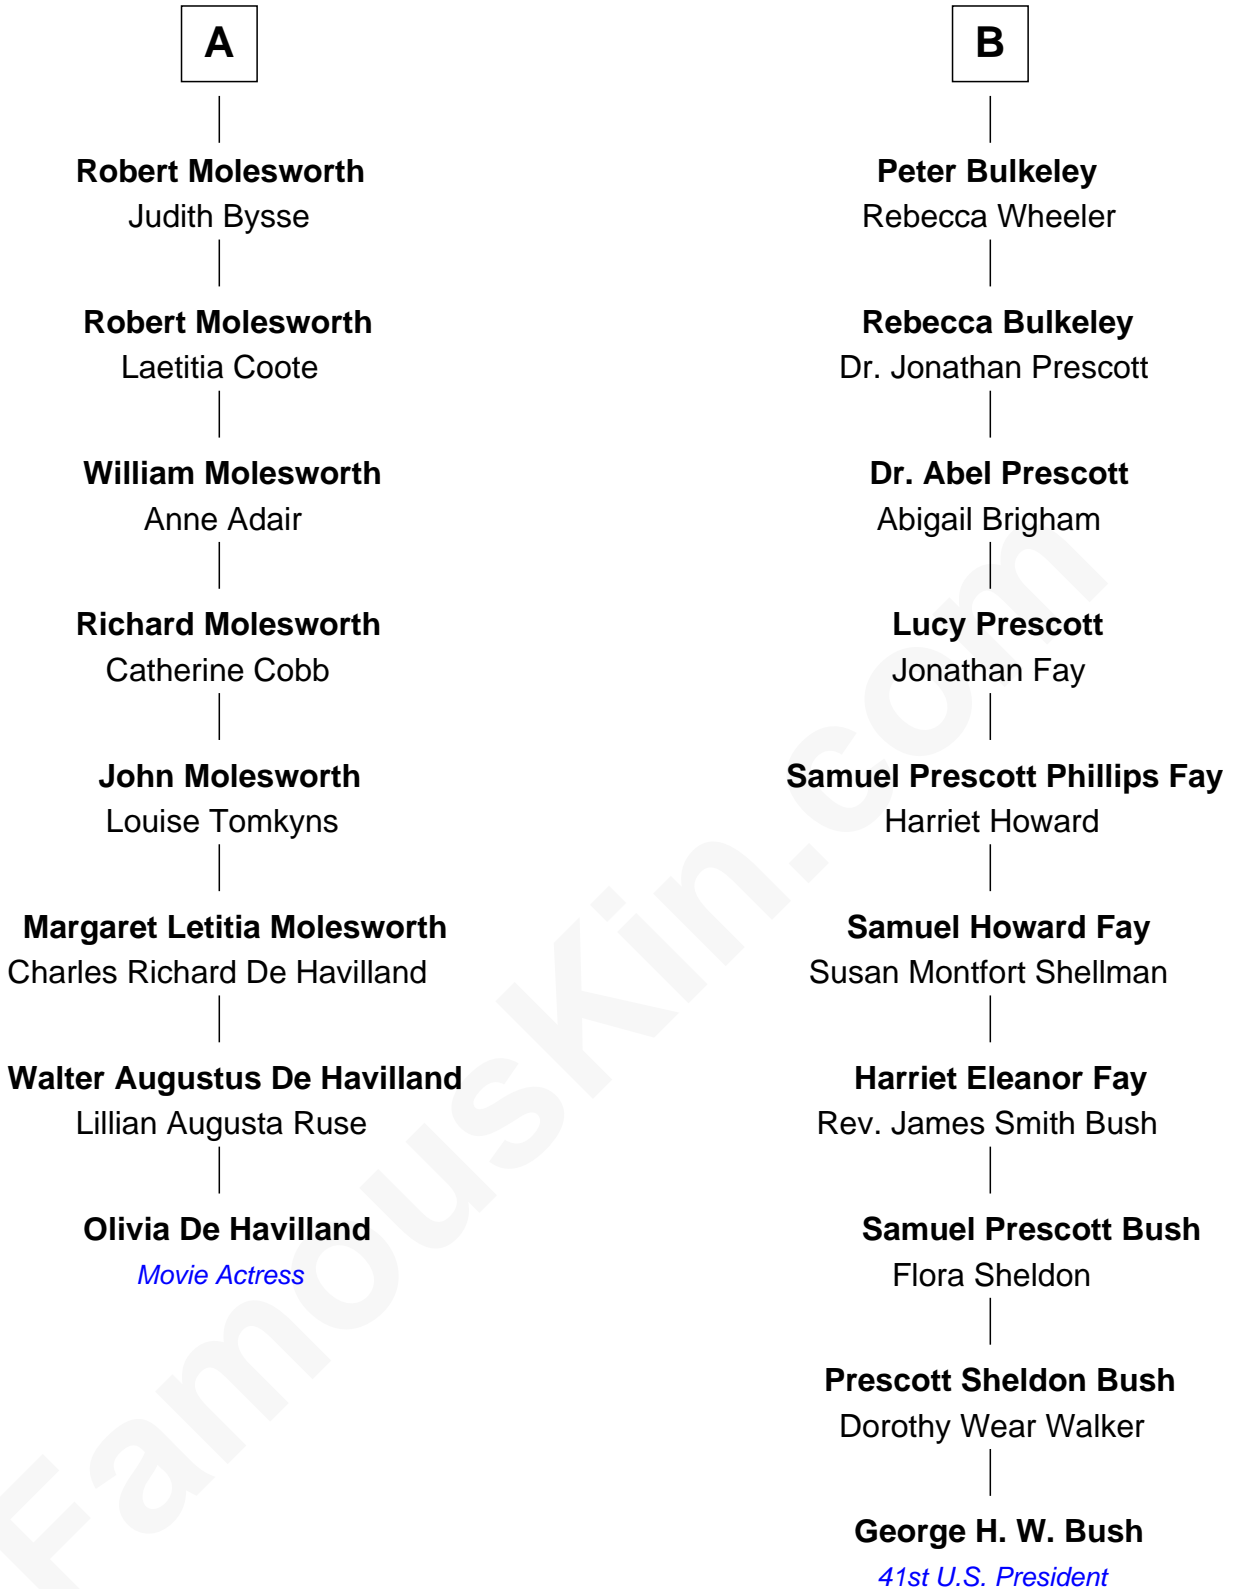 A
Robert Molesworth
Judith Bysse
Robert Molesworth
Laetitia Coote
William Molesworth
Anne Adair
Richard Molesworth
Catherine Cobb
John Molesworth
Louise Tomkyns
Margaret Letitia Molesworth
Charles Richard De Havilland
Walter Augustus De Havilland
Lillian Augusta Ruse
Olivia De Havilland
Movie Actress
B
Peter Bulkeley
Rebecca Wheeler
Rebecca Bulkeley
Dr. Jonathan Prescott
Dr. Abel Prescott
Abigail Brigham
Lucy Prescott
Jonathan Fay
Samuel Prescott Phillips Fay
Harriet Howard
Samuel Howard Fay
Susan Montfort Shellman
Harriet Eleanor Fay
Rev. James Smith Bush
Samuel Prescott Bush
Flora Sheldon
Prescott Sheldon Bush
Dorothy Wear Walker
George H. W. Bush
41st U.S. President
FamousKin.com